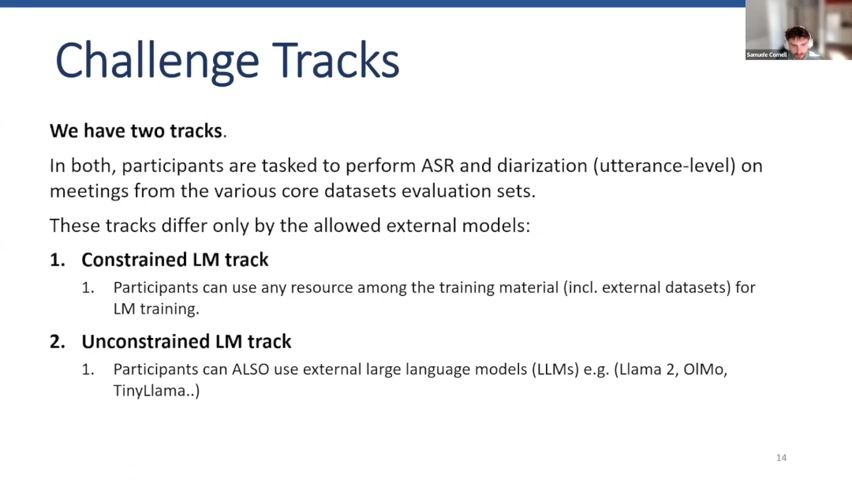 Challenge Tracks
Samuele Cornell
We have two tracks.
In both, participants are tasked to perform ASR and diarization (utterance-level) on
meetings from the various core datasets evaluation sets.
These tracks differ only by the allowed external models:
1. Constrained LM track
1. Participants can use any resource among the training material (incl. external datasets) for
LM training.
2. Unconstrained LM track
1. Participants can ALSO use external large language models (LLMs) e.g. (Llama 2, OlMo,
TinyLlama..)
14